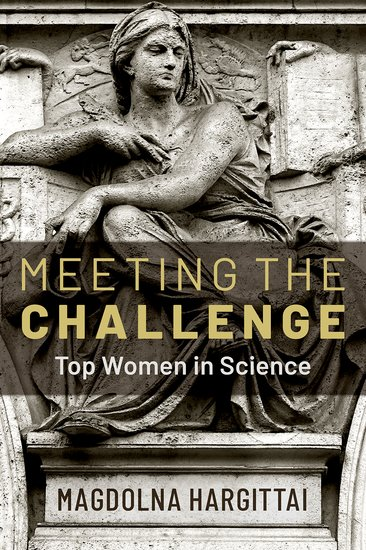 MEETING THE
CHALLENGE
Top Women in Science
MAGDOLNA HARGITTAI